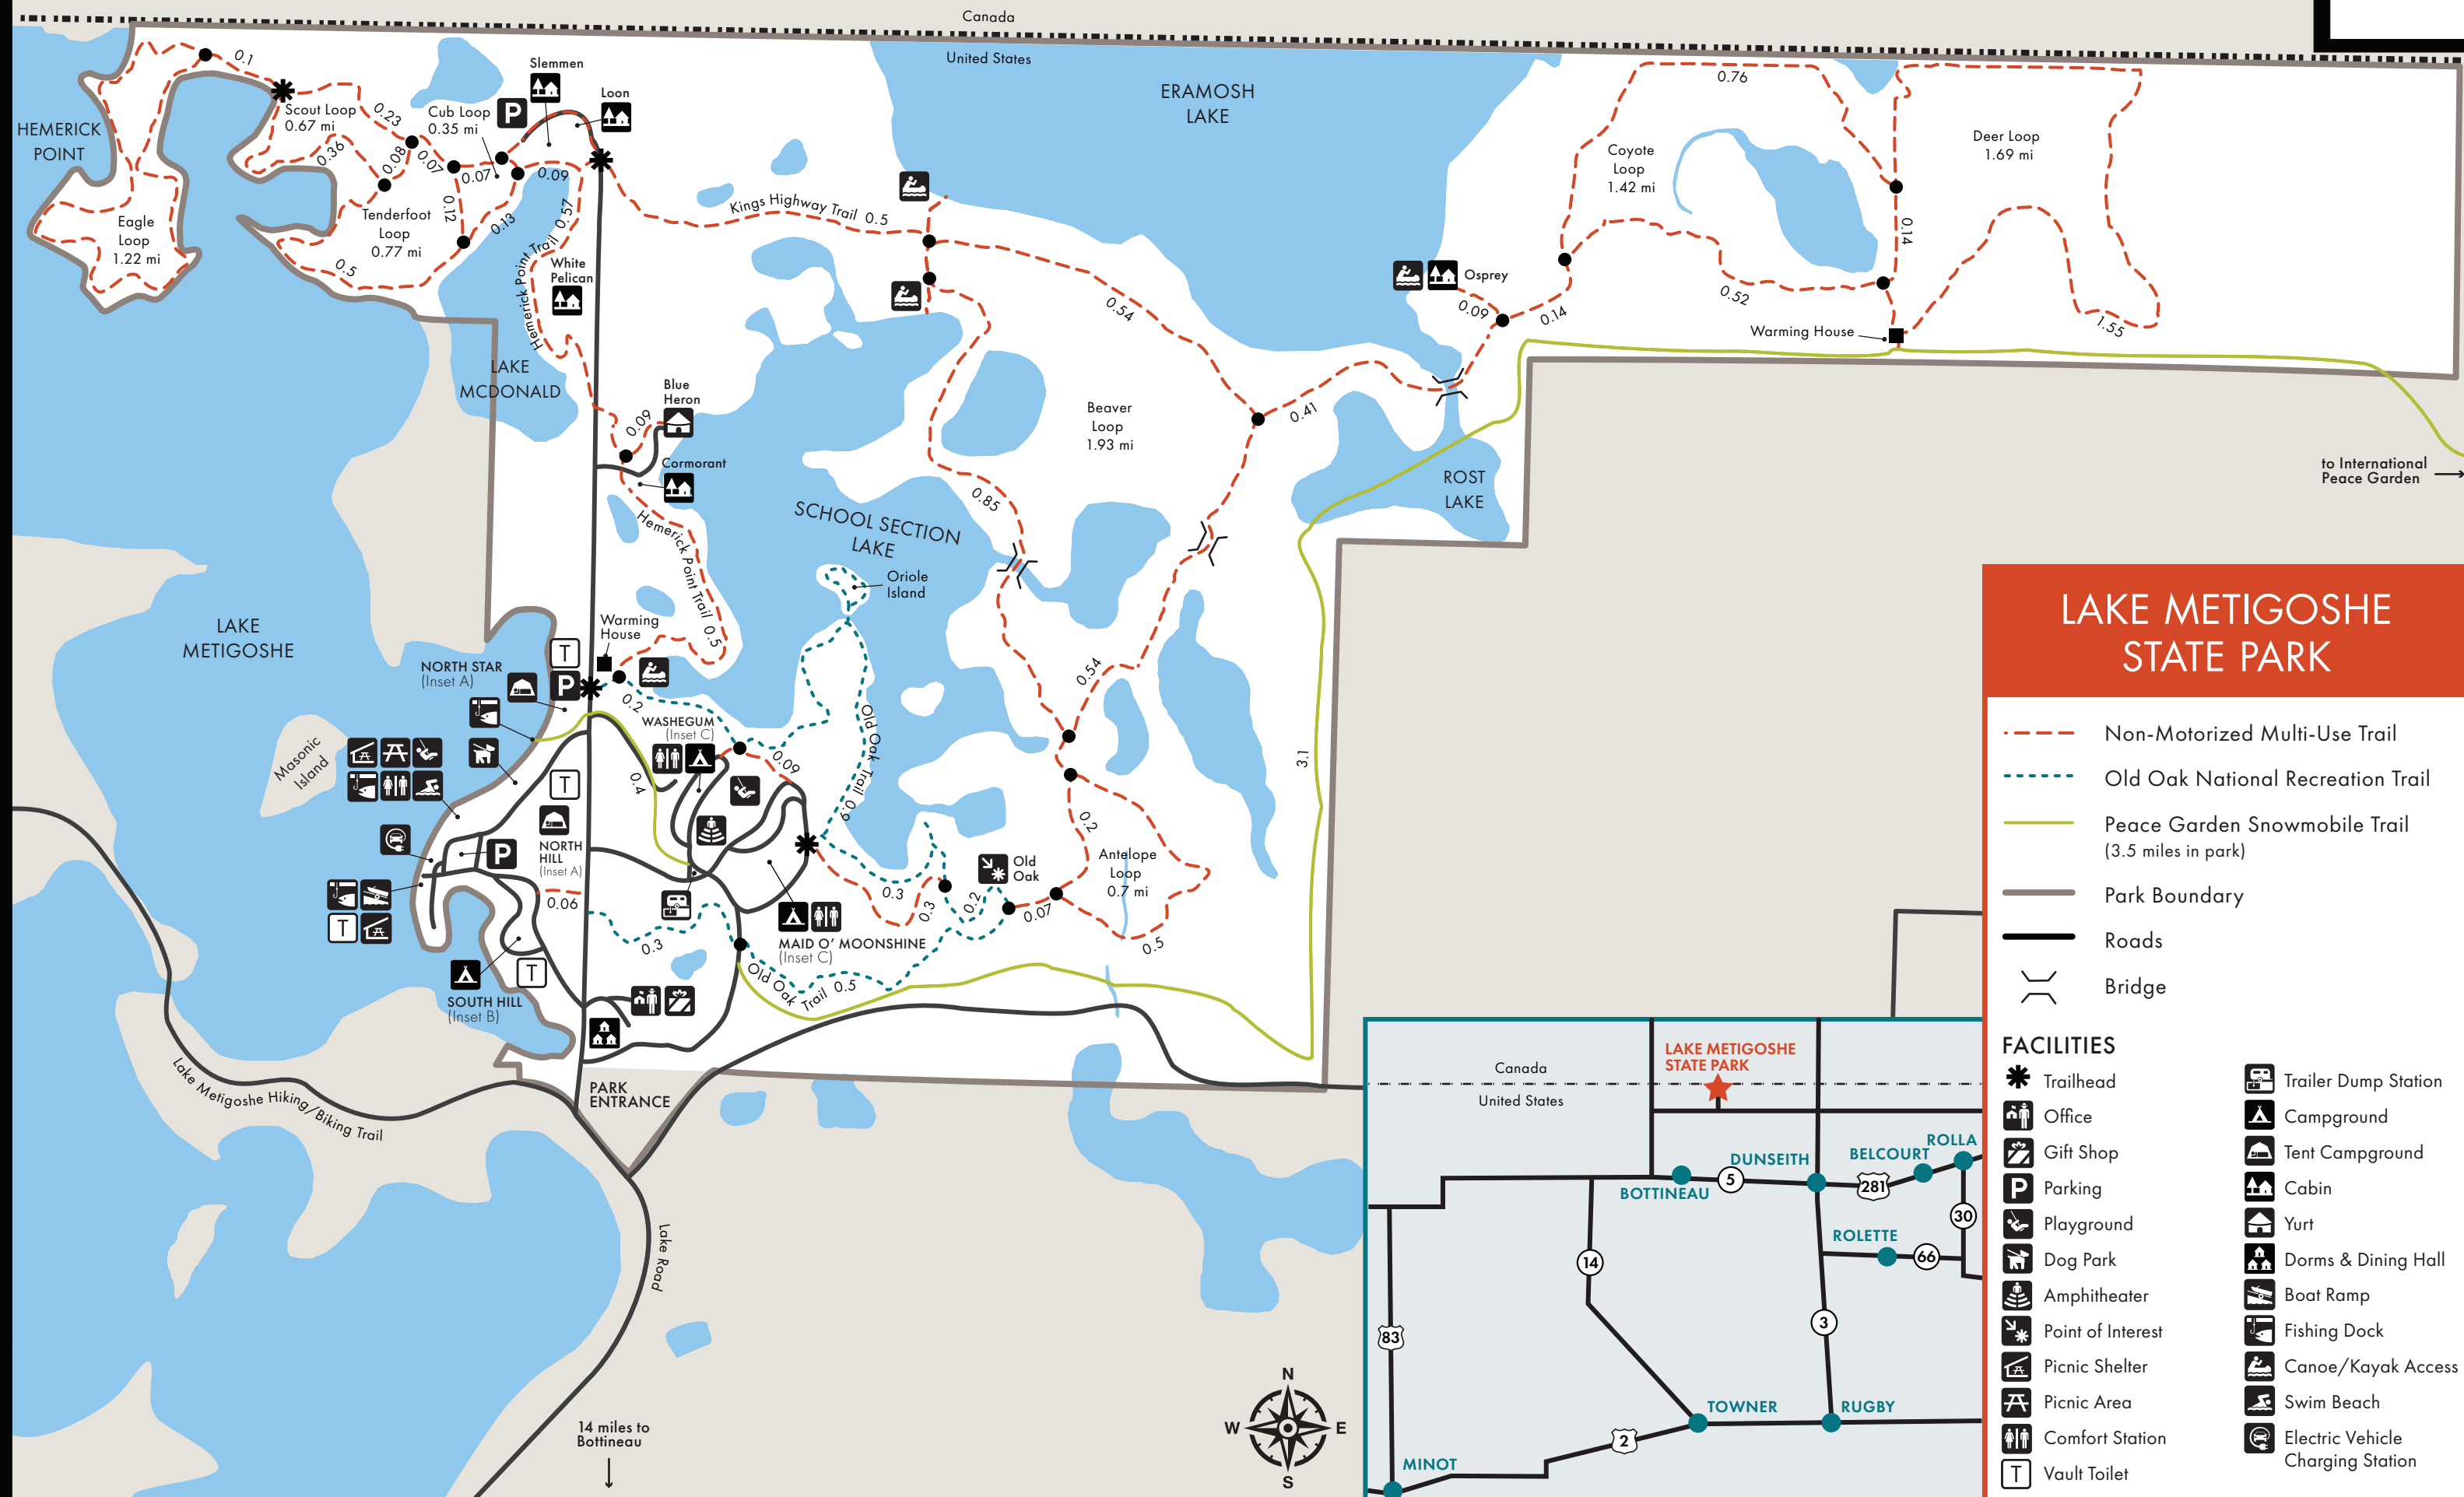 Canada
United States
HEMERICK
POINT
0.1
Scout Loop
0.67 mi
0.23
0.36
0.08
0.07
Cub Loop
0.35 mi
P
Slemmen
Loon
0.07
0.09
0.12
0.13
Tenderfoot
Loop
0.77 mi
0.5
Eagle
Loop
1.22 mi
Hemerick Point Trail 0.57
White
Pelican
Kings Highway Trail 0.5
ERAMOSH
LAKE
0.54
Osprey
0.09
0.14
Coyote
Loop
1.42 mi
0.76
0.14
0.52
Warming House
Deer Loop
1.69 mi
1.55
to International
Peace Garden
LAKE
MCDONALD
Blue
Heron
0.09
Cormorant
Hemerick Point Trail 0.5
SCHOOL SECTION
LAKE
Oriole
Island
0.85
Beaver
Loop
1.93 mi
0.41
ROST
LAKE
0.54
3.1
LAKE
METIGOSHE
Warming
House
T
P
NORTH STAR
(Inset A)
0.2
WASHEGUM
(Inset C)
0.09
0.4
Masonic
Island
T
NORTH
HILL
(Inset A)
P
T
0.06
Old Oak Trail 0.9
0.3
0.3
0.2
Old
Oak
0.07
0.2
Antelope
Loop
0.7 mi
0.5
0.3
MAID O' MOONSHINE
(Inset C)
Old Oak Trail 0.5
T
SOUTH HILL
(Inset B)
PARK
ENTRANCE
Lake Metigoshe Hiking/Biking Trail
Lake Road
14 miles to
Bottineau
N
W
E
S
LAKE METIGOSHE
STATE PARK
Non-Motorized Multi-Use Trail
Old Oak National Recreation Trail
Peace Garden Snowmobile Trail
(3.5 miles in park)
Park Boundary
Roads
Bridge
FACILITIES
Trailhead
Office
Gift Shop
P Parking
Playground
Dog Park
Amphitheater
Point of Interest
Picnic Shelter
Picnic Area
Comfort Station
T Vault Toilet
Trailer Dump Station
Campground
Tent Campground
Cabin
Yurt
Dorms & Dining Hall
Boat Ramp
Fishing Dock
Canoe/Kayak Access
Swim Beach
Electric Vehicle
Charging Station
LAKE METIGOSHE
STATE PARK
Canada
United States
ROLLA
BELCOURT
DUNSEITH
BOTTINEAU
5
281
30
ROLETTE
66
14
3
83
TOWNER
RUGBY
2
MINOT